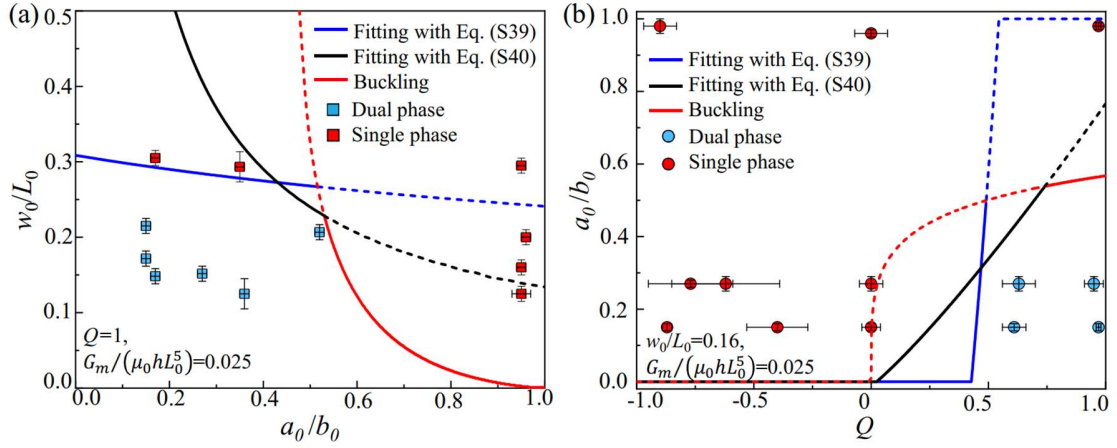 (a)
0.5
0.4
0.3
0.2
0.1
0.0
w₀/L₀
Fitting with Eq. (S39)
Fitting with Eq. (S40)
Buckling
Dual phase
Single phase
Q=1,
G_m/(μ₀hL₀⁵)=0.025
0.0 0.2 0.4 0.6 0.8 1.0
a₀/b₀
(b)
1.0
0.8
0.6
0.4
0.2
0.0
a₀/b₀
Fitting with Eq. (S39)
Fitting with Eq. (S40)
Buckling
Dual phase
Single phase
w₀/L₀=0.16,
G_m/(μ₀hL₀⁵)=0.025
-1.0 -0.5 0 0.5 1.0
Q